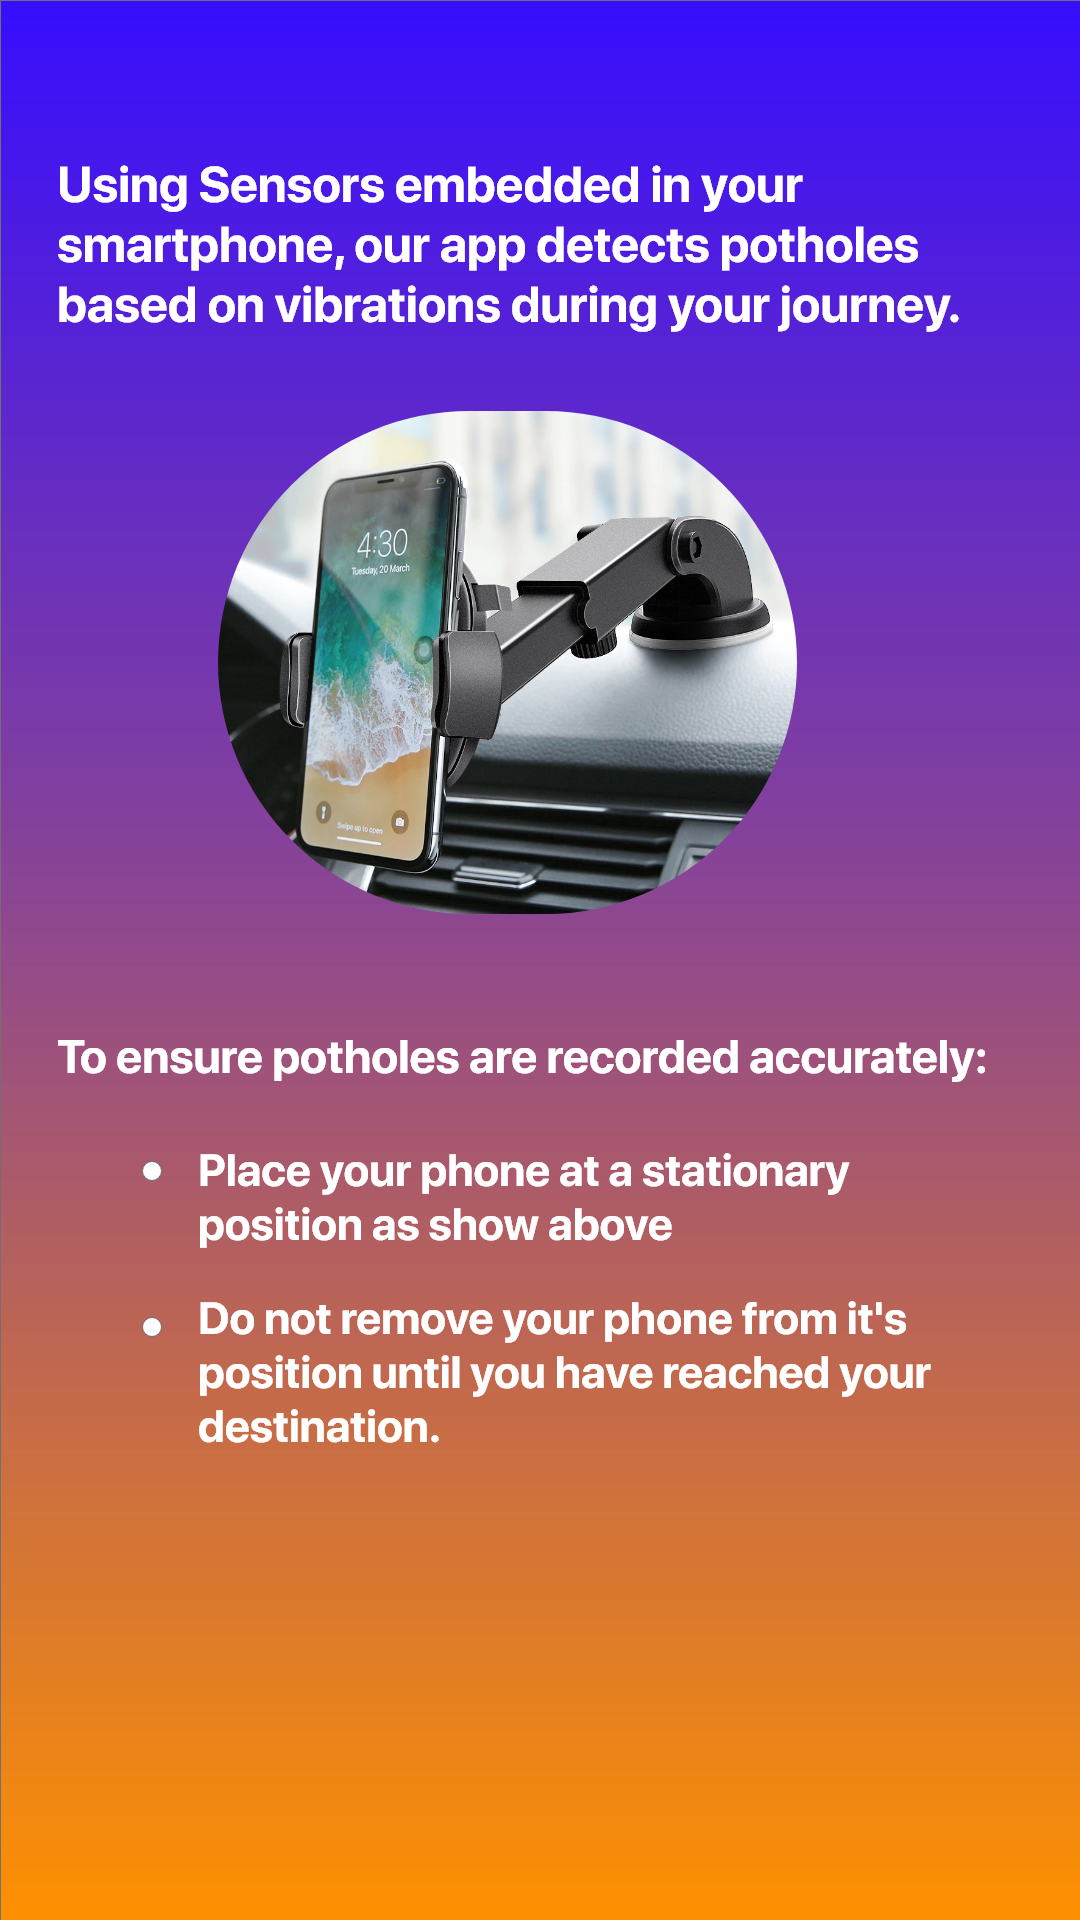 Using Sensors embedded in your
smartphone, our app detects potholes
based on vibrations during your journey.
4:30
Tuesday, 20 March
Swipe up to open
To ensure potholes are recorded accurately:
• Place your phone at a stationary
position as show above
• Do not remove your phone from it's
position until you have reached your
destination.